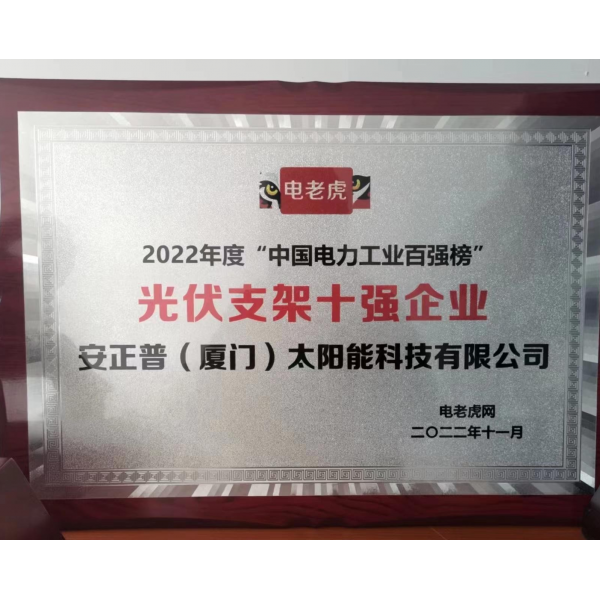 电老虎
2022年度“中国电力工业百强榜”
光伏支架十强企业
安正普（厦门）太阳能科技有限公司
电老虎网
二〇二二年十一月